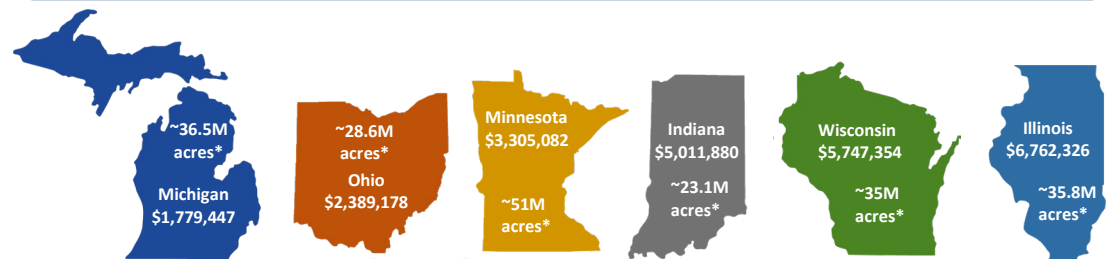 ~36.5M
acres*
Michigan
$1,779,447
~28.6M
acres*
Ohio
$2,389,178
Minnesota
$3,305,082
~51M
acres*
Indiana
$5,011,880
~23.1M
acres*
Wisconsin
$5,747,354
~35M
acres*
Illinois
$6,762,326
~35.8M
acres*